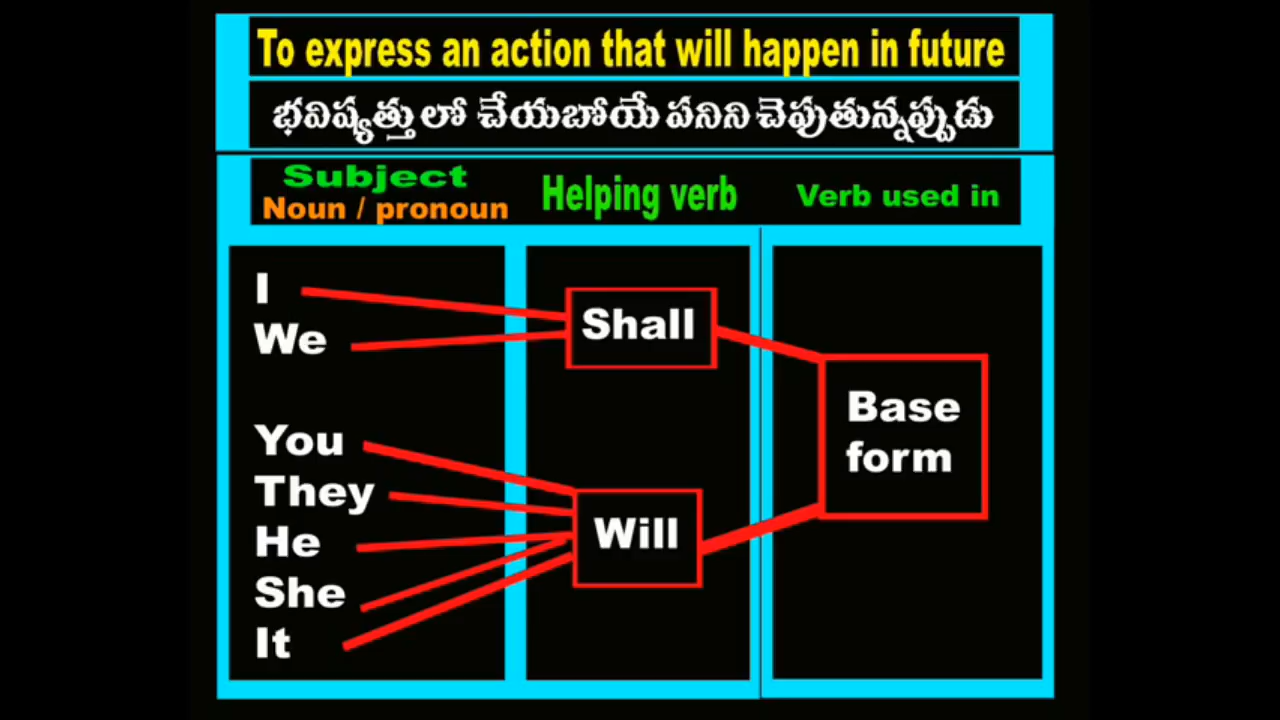 To express an action that will happen in future
భవిష్యత్తులో చేయబోయే పనిని చెపుతున్నప్పుడు
Subject
Noun / pronoun
Helping verb
Verb used in
I
We
You
They
He
She
It
Shall
Will
Base
form